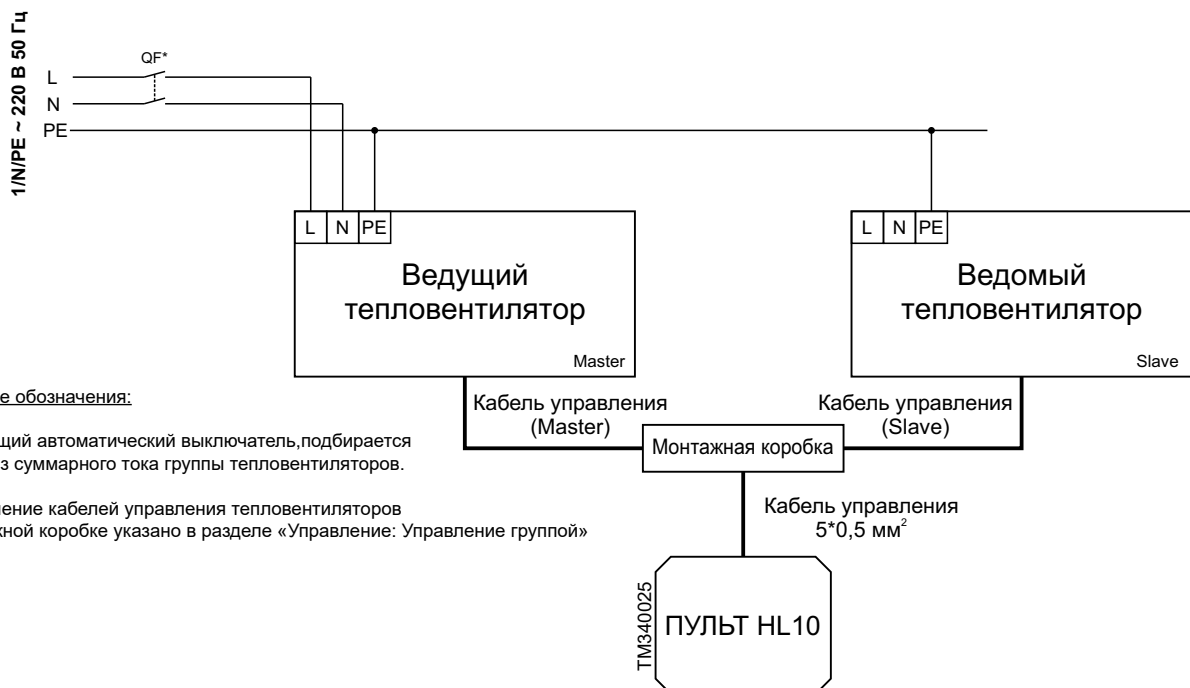 1/N/PE ~ 220 В 50 Гц
QF*
L
N
PE
L N PE
Ведущий
тепловентилятор
Master
L N PE
Ведомый
тепловентилятор
Slave
е обозначения:
щий автоматический выключатель,подбирается
з суммарного тока группы тепловентиляторов.
ение кабелей управления тепловентиляторов
ной коробке указано в разделе «Управление: Управление группой»
Кабель управления
(Master)
Кабель управления
(Slave)
Монтажная коробка
Кабель управления
5*0,5 мм²
TM340025
ПУЛЬТ HL10